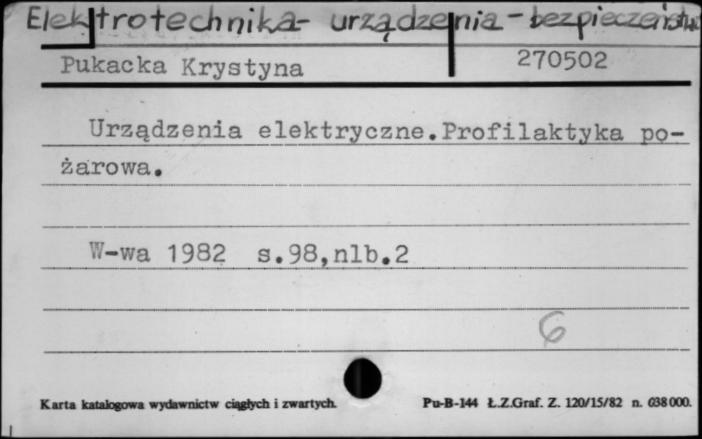 Elektrotechnika- urządzenia - bezpieczeństw
Pukacka Krystyna 270502
Urządzenia elektryczne.Profilaktyka po-
żarowa.
W-wa 1982 s.98,nlb.2
6
Karta katalogowa wydawnictw ciągłych i zwartych. Pu-B-144 Ł.Z.Graf. Z. 120/15/82 n. 038000.